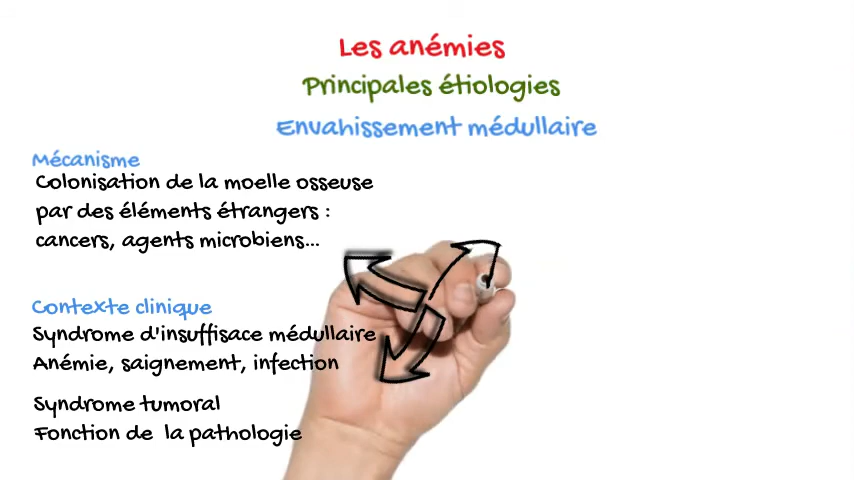 Les anémies
Principales étiologies
Envahissement médullaire
Mécanisme
Colonisation de la moelle osseuse
par des éléments étrangers :
cancers, agents microbiens...
Contexte clinique
Syndrome d'insuffisace médullaire
Anémie, saignement, infection
Syndrome tumoral
Fonction de la pathologie